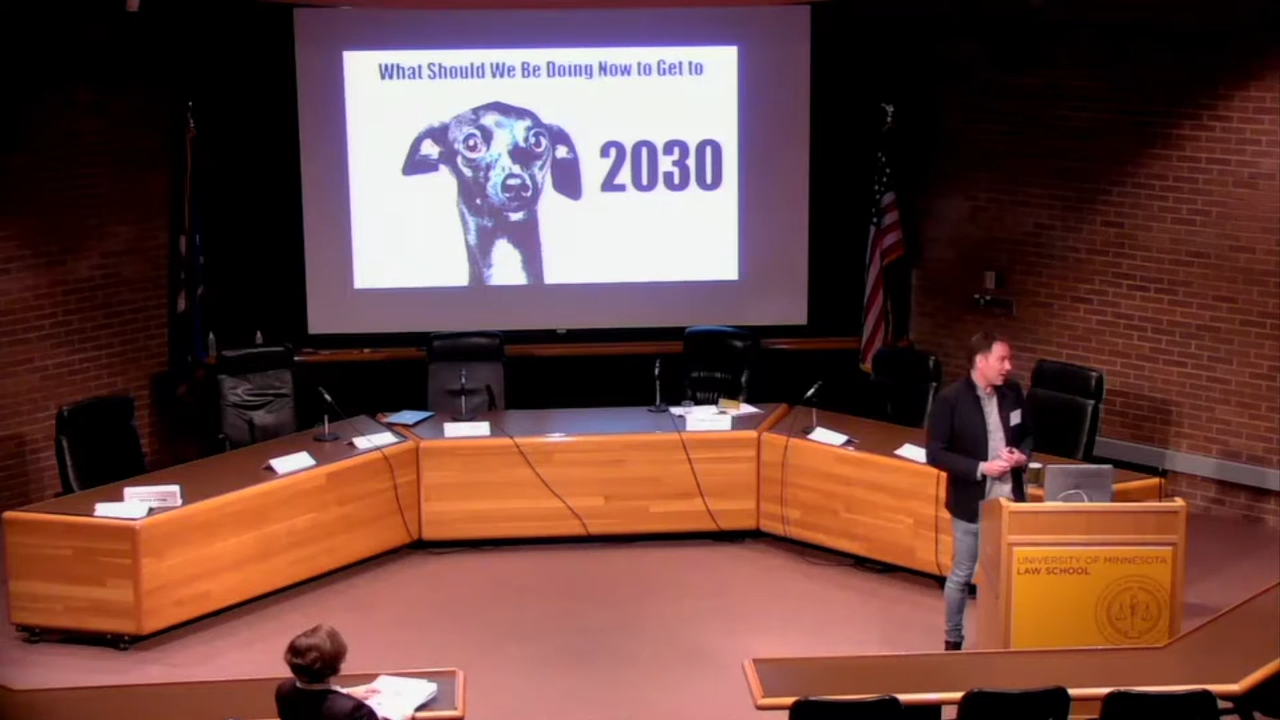 What Should We Be Doing Now to Get to
2030
UNIVERSITY OF MINNESOTA
LAW SCHOOL